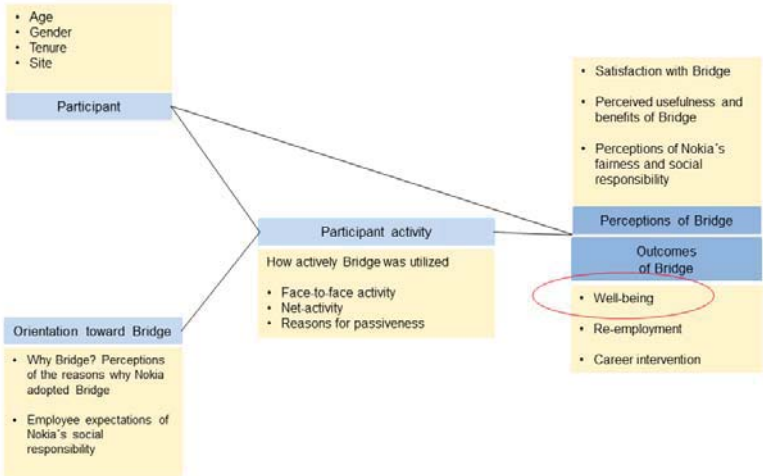 • Age
• Gender
• Tenure
• Site
Participant
Orientation toward Bridge
• Why Bridge? Perceptions
of the reasons why Nokia
adopted Bridge
• Employee expectations of
Nokia´s social
responsibility
Participant activity
How actively Bridge was utilized
• Face-to-face activity
• Net-activity
• Reasons for passiveness
• Satisfaction with Bridge
• Perceived usefulness and
benefits of Bridge
• Perceptions of Nokia´s
fairness and social
responsibility
Perceptions of Bridge
Outcomes
of Bridge
• Well-being
• Re-employment
• Career intervention